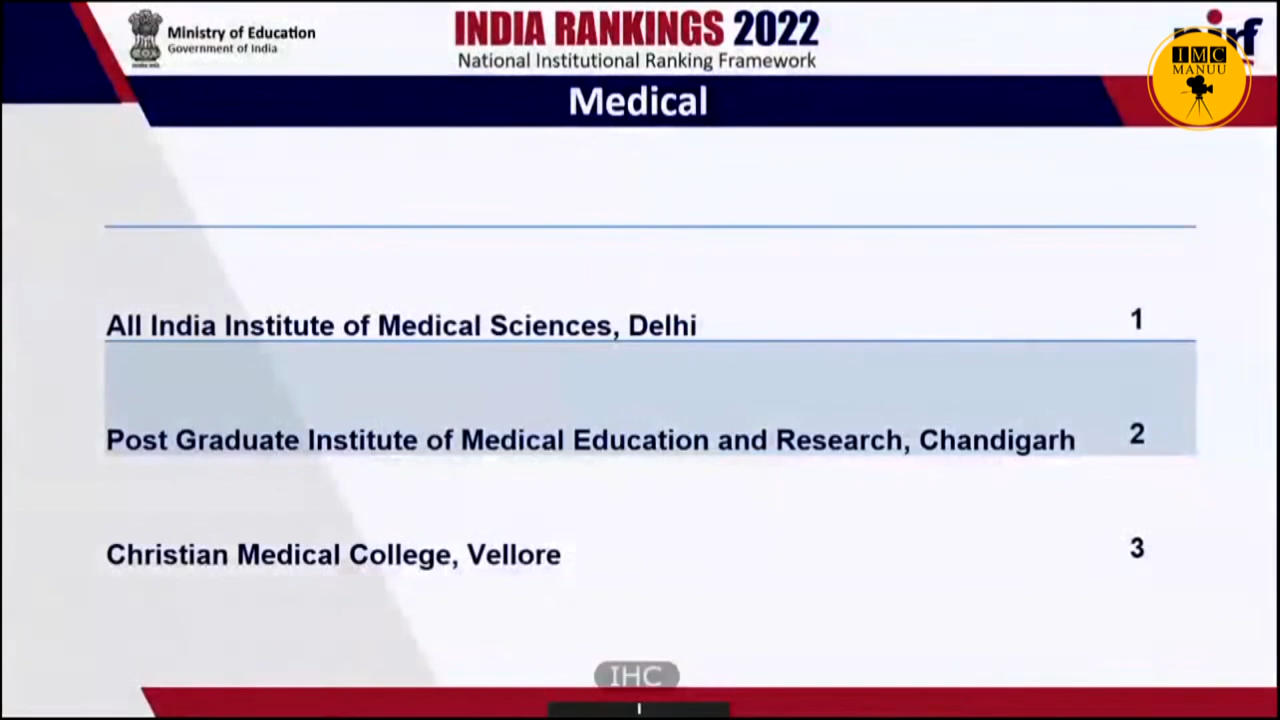 Ministry of Education
Government of India
INDIA RANKINGS 2022
National Institutional Ranking Framework
IMC
MANUU
Medical
All India Institute of Medical Sciences, Delhi 1
Post Graduate Institute of Medical Education and Research, Chandigarh 2
Christian Medical College, Vellore 3
IHC